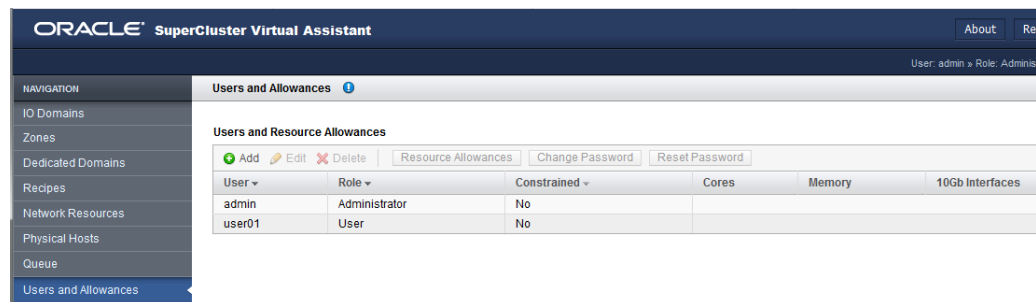 ORACLE® SuperCluster Virtual Assistant
About
Re
User: admin » Role: Adminis
NAVIGATION
Users and Allowances
IO Domains
Zones
Dedicated Domains
Recipes
Network Resources
Physical Hosts
Queue
Users and Allowances
Users and Resource Allowances
Add Edit Delete Resource Allowances Change Password Reset Password
User Role Constrained Cores Memory 10Gb Interfaces
admin Administrator No
user01 User No